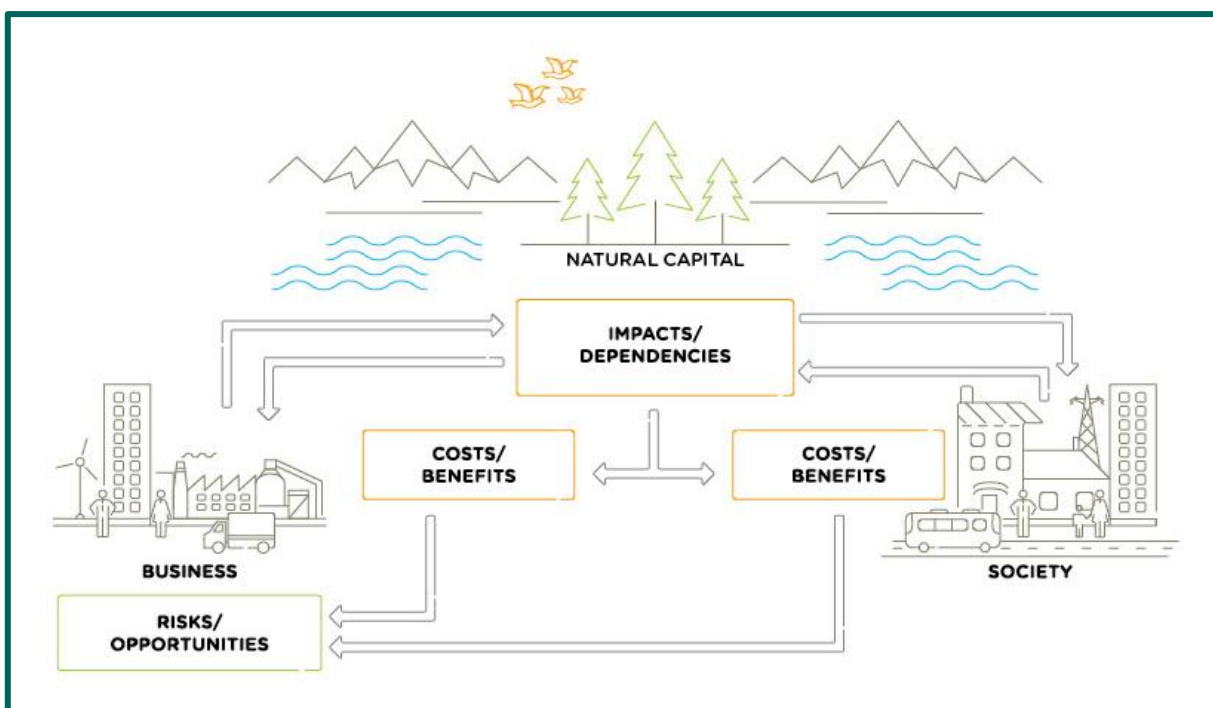 NATURAL CAPITAL
IMPACTS/
DEPENDENCIES
COSTS/
BENEFITS
COSTS/
BENEFITS
BUSINESS
SOCIETY
RISKS/
OPPORTUNITIES